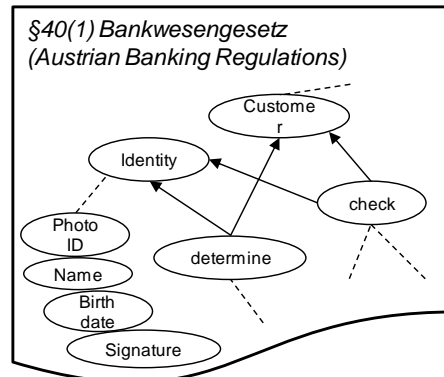 §40(1) Bankwesengesetz
(Austrian Banking Regulations)
Custome
r
Identity
check
Photo
ID
determine
Name
Birth
date
Signature